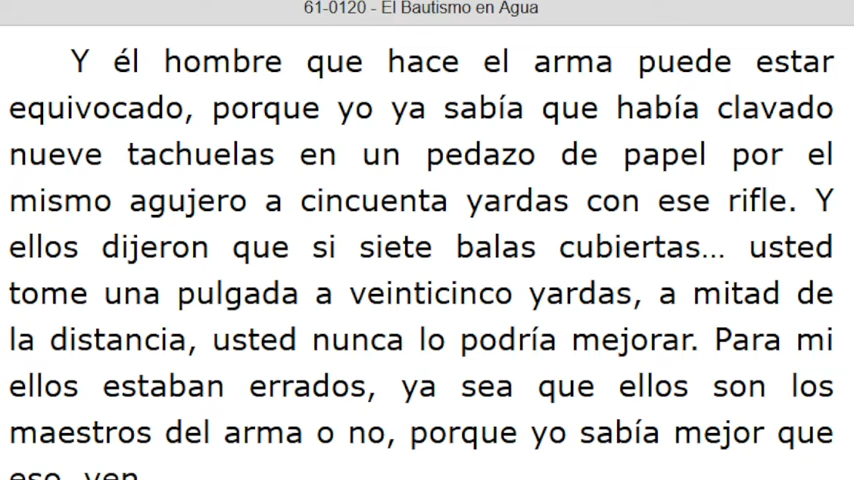 61-0120 - El Bautismo en Agua
Y él hombre que hace el arma puede estar
equivocado, porque yo ya sabía que había clavado
nueve tachuelas en un pedazo de papel por el
mismo agujero a cincuenta yardas con ese rifle. Y
ellos dijeron que si siete balas cubiertas... usted
tome una pulgada a veinticinco yardas, a mitad de
la distancia, usted nunca lo podría mejorar. Para mi
ellos estaban errados, ya sea que ellos son los
maestros del arma o no, porque yo sabía mejor que
eso, ven